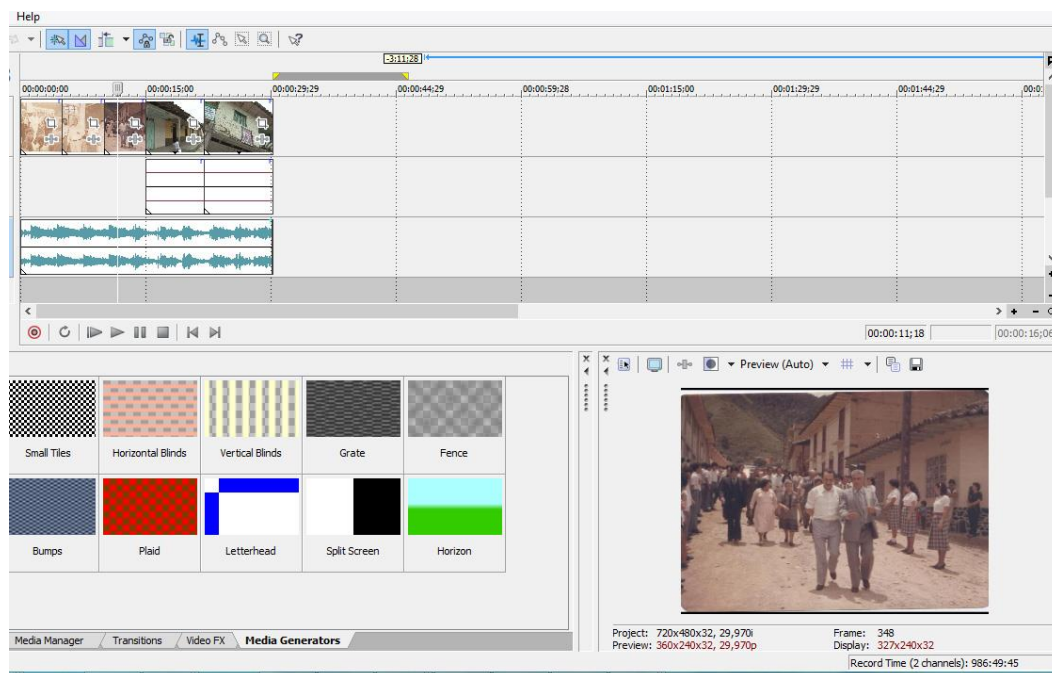 Help
-3:11;28
00:00:00;00
00:00:15;00
00:00:29;29
00:00:44;29
00:00:59;28
00:01:15;00
00:01:29;29
00:01:44;29
00:0
00:00:11;18
00:00:16;06
Preview (Auto)
Small Tiles
Horizontal Blinds
Vertical Blinds
Grate
Fence
Bumps
Plaid
Letterhead
Split Screen
Horizon
Media Manager
Transitions
Video FX
Media Generators
Project: 720x480x32, 29,970i
Frame: 348
Preview: 360x240x32, 29,970p
Display: 327x240x32
Record Time (2 channels): 986:49:45